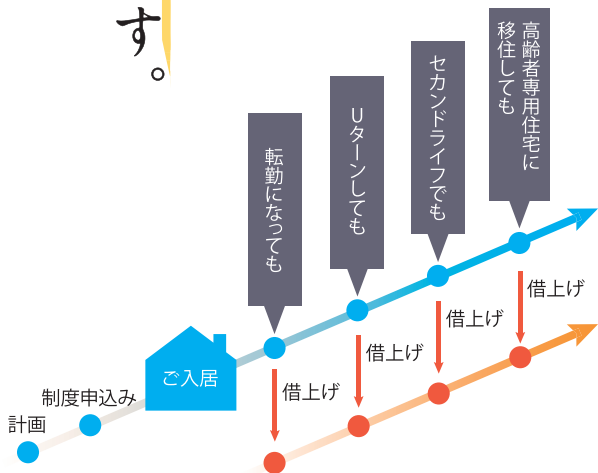 す。
高齢者専用住宅に
移住しても
セカンドライフでも
Uターンしても
転勤になっても
借上げ
借上げ
借上げ
借上げ
ご入居
制度申込み
計画